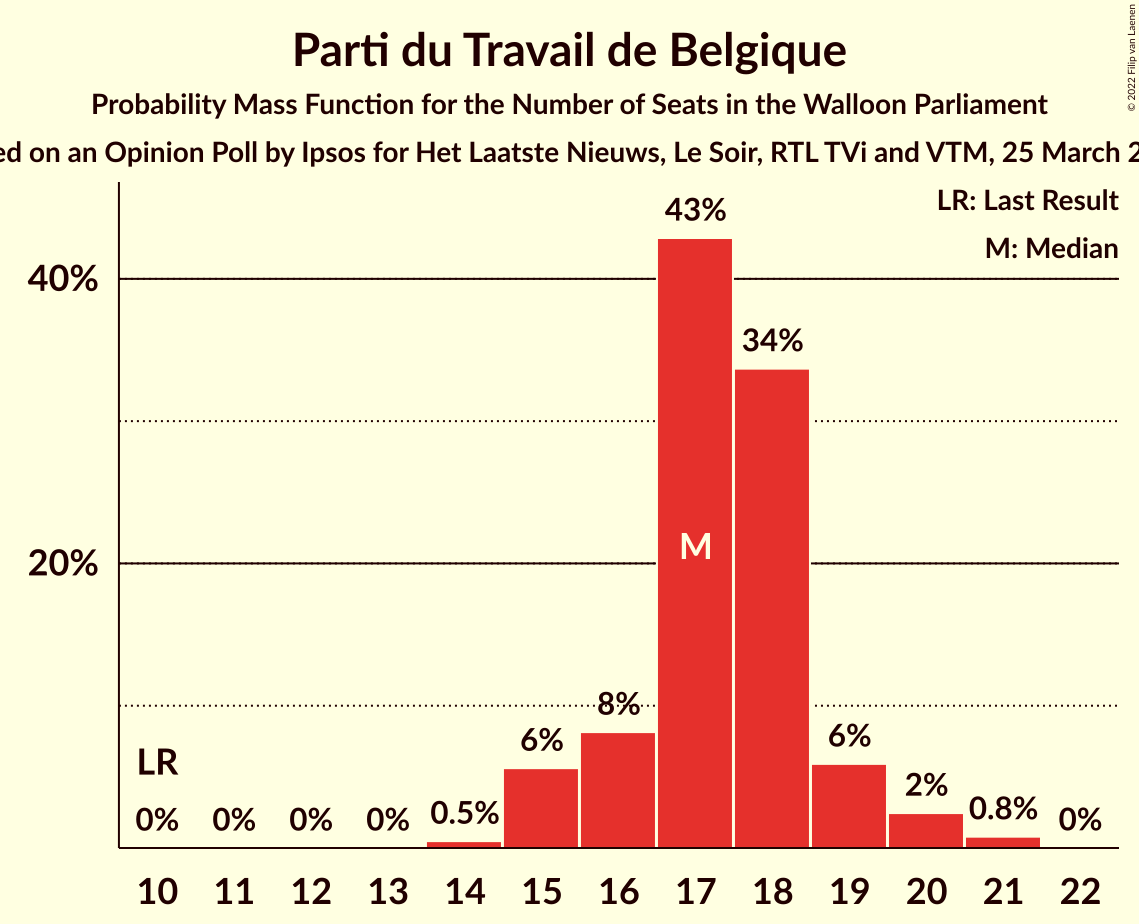 © 2022 Filip van Laenen
Parti du Travail de Belgique
Probability Mass Function for the Number of Seats in the Walloon Parliament
on an Opinion Poll by Ipsos for Het Laatste Nieuws, Le Soir, RTL TVi and VTM, 25 March
LR: Last Result
M: Median
43%
40%
34%
M
20%
8%
6%
6%
LR
2%
0%
0%
0%
0%
0.5%
0.8%
0%
10 11 12 13 14 15 16 17 18 19 20 21 22